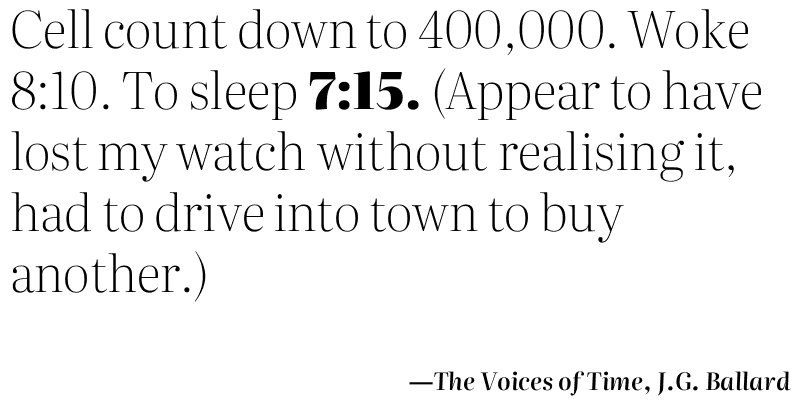 Cell count down to 400,000. Woke
8:10. To sleep 7:15. (Appear to have
lost my watch without realising it,
had to drive into town to buy
another.)
—The Voices of Time, J.G. Ballard